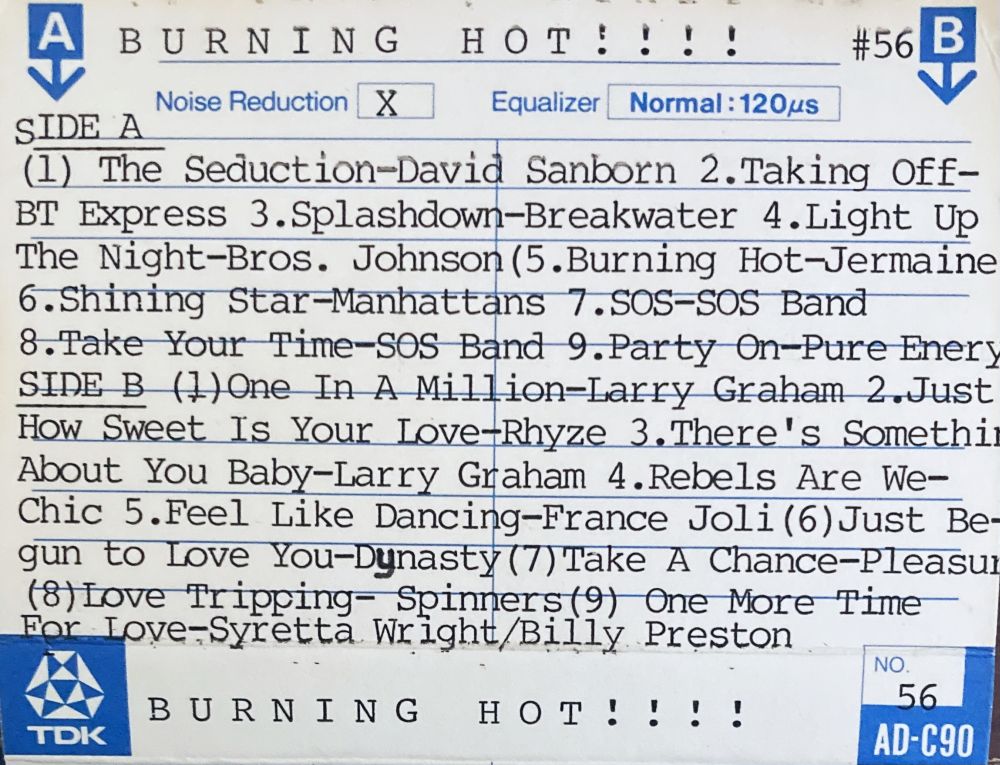 A BURNING HOT!!!! #56 B
Noise Reduction X Equalizer Normal:120µs
SIDE A
(1) The Seduction-David Sanborn 2.Taking Off-
BT Express 3.Splashdown-Breakwater 4.Light Up
The Night-Bros. Johnson(5.Burning Hot-Jermaine
6.Shining Star-Manhattans 7.SOS-SOS Band
8.Take Your Time-SOS Band 9.Party On-Pure Enery
SIDE B (1)One In A Million-Larry Graham 2.Just
How Sweet Is Your Love-Rhyze 3.There's Somethin
About You Baby-Larry Graham 4.Rebels Are We-
Chic 5.Feel Like Dancing-France Joli(6)Just Be-
gun to Love You-Dynasty(7)Take A Chance-Pleasur
(8)Love Tripping- Spinners(9) One More Time
For Love-Syretta Wright/Billy Preston
TDK BURNING HOT!!!! NO. 56
AD-C90